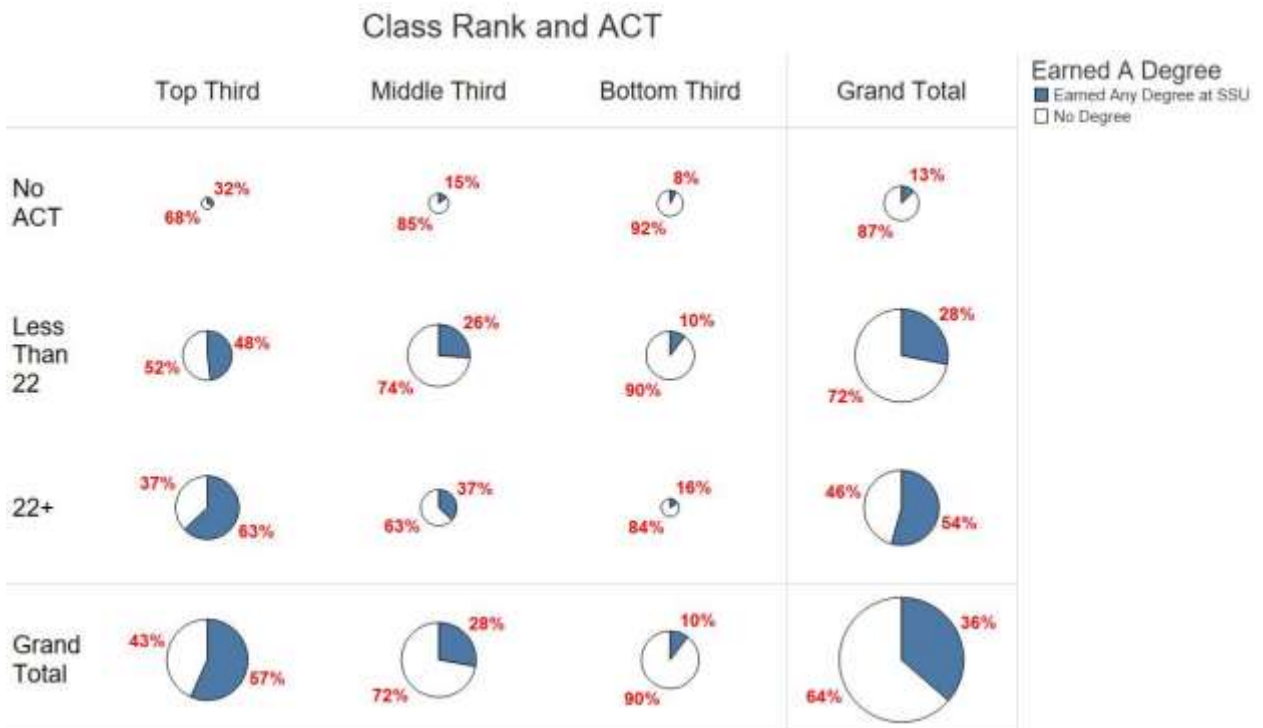 Class Rank and ACT
Top Third
Middle Third
Bottom Third
Grand Total
Earned A Degree
Earned Any Degree at SSU
No Degree
No
ACT
32%
68%
15%
85%
8%
92%
13%
87%
Less
Than
22
48%
52%
26%
74%
10%
90%
28%
72%
22+
37%
63%
37%
63%
16%
84%
46%
54%
Grand
Total
43%
57%
28%
72%
10%
90%
36%
64%